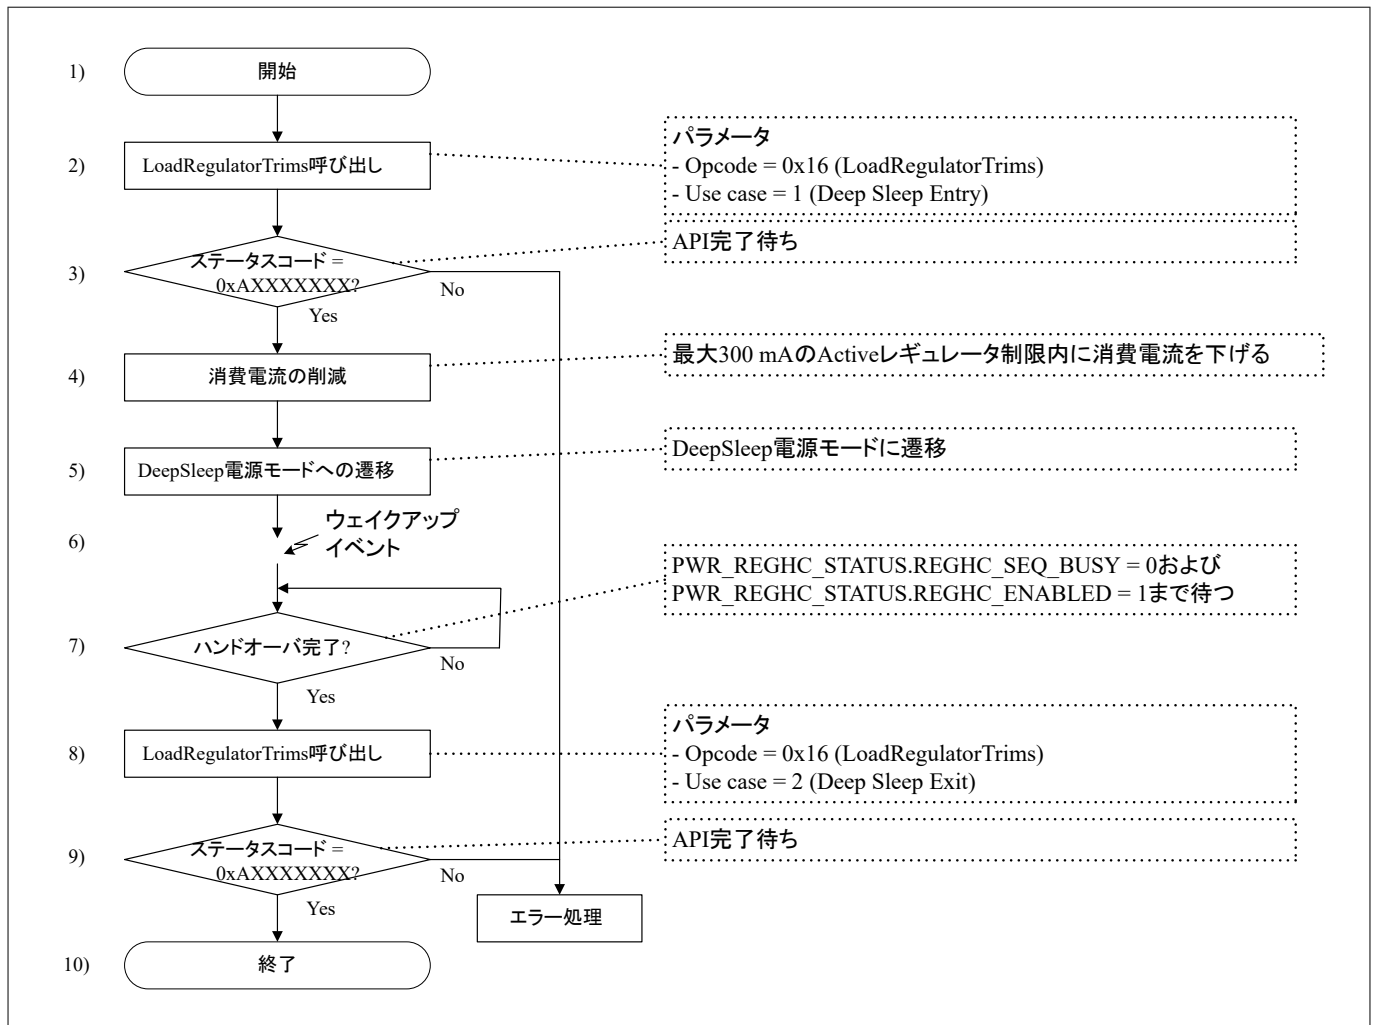 1)
開始
2)
LoadRegulatorTrims呼び出し
パラメータ
- Opcode = 0x16 (LoadRegulatorTrims)
- Use case = 1 (Deep Sleep Entry)
3)
ステータスコード =
0xAXXXXXXX?
No
Yes
API完了待ち
4)
消費電流の削減
最大300 mAのActiveレギュレータ制限内に消費電流を下げる
5)
DeepSleep電源モードへの遷移
DeepSleep電源モードに遷移
6)
ウェイクアップ
イベント
7)
ハンドオーバ完了?
No
Yes
PWR_REGHC_STATUS.REGHC_SEQ_BUSY = 0および
PWR_REGHC_STATUS.REGHC_ENABLED = 1まで待つ
8)
LoadRegulatorTrims呼び出し
パラメータ
- Opcode = 0x16 (LoadRegulatorTrims)
- Use case = 2 (Deep Sleep Exit)
9)
ステータスコード =
0xAXXXXXXX?
No
Yes
API完了待ち
エラー処理
10)
終了